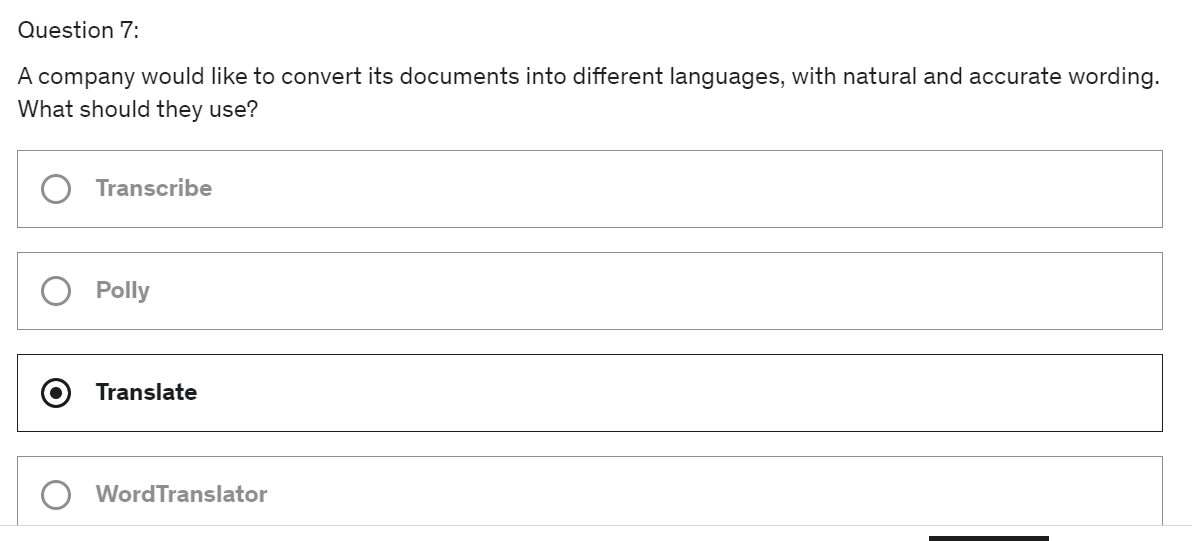 Question 7:
A company would like to convert its documents into different languages, with natural and accurate wording.
What should they use?
Transcribe
Polly
Translate
WordTranslator